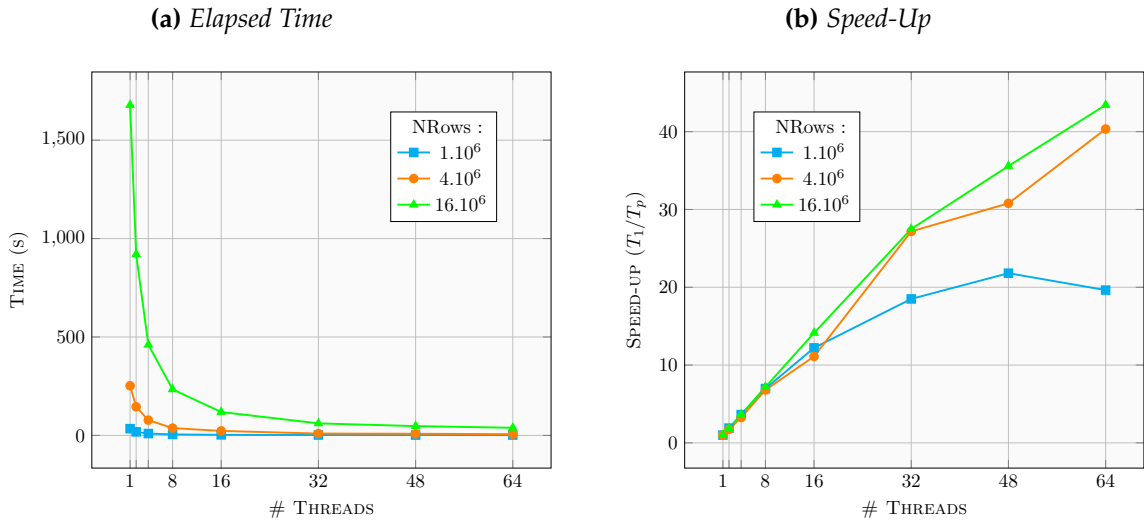 (a) Elapsed Time
1,500
1,000
500
0
TIME (s)
1 8 16 32 48 64
# THREADS
NRows :
1.10^6
4.10^6
16.10^6
(b) Speed-Up
40
30
20
10
0
SPEED-UP (T_1/T_p)
1 8 16 32 48 64
# THREADS
NRows :
1.10^6
4.10^6
16.10^6